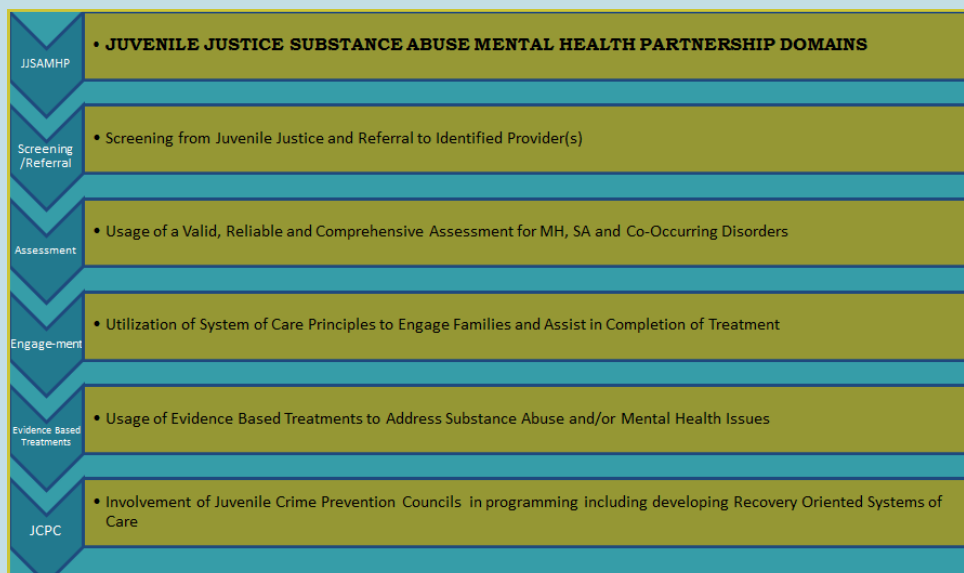 JJSAMHP
• JUVENILE JUSTICE SUBSTANCE ABUSE MENTAL HEALTH PARTNERSHIP DOMAINS
Screening
/Referral
• Screening from Juvenile Justice and Referral to Identified Provider(s)
Assessment
• Usage of a Valid, Reliable and Comprehensive Assessment for MH, SA and Co-Occurring Disorders
Engage-ment
• Utilization of System of Care Principles to Engage Families and Assist in Completion of Treatment
Evidence Based
Treatments
• Usage of Evidence Based Treatments to Address Substance Abuse and/or Mental Health Issues
JCPC
• Involvement of Juvenile Crime Prevention Councils in programming including developing Recovery Oriented Systems of
Care